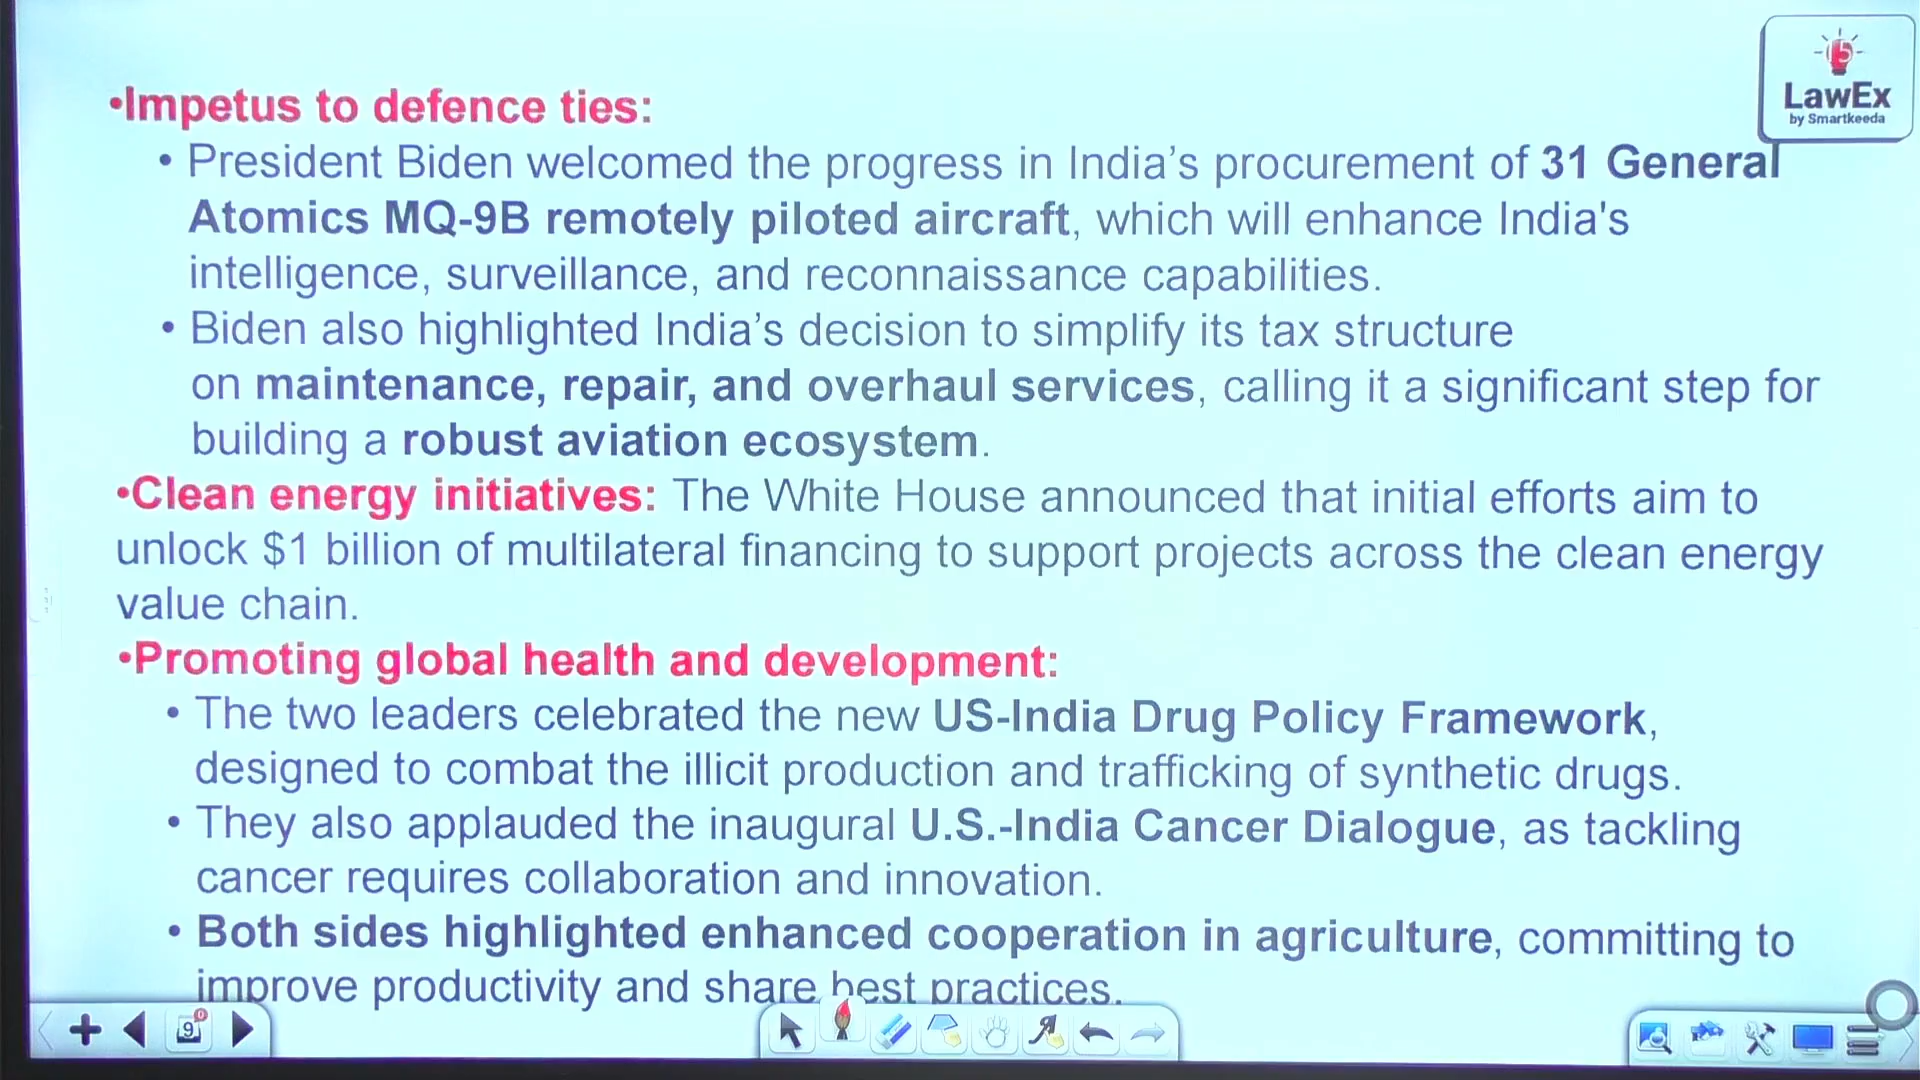 LawEx
by Smartkeeda
•Impetus to defence ties:
• President Biden welcomed the progress in India’s procurement of 31 General
Atomics MQ-9B remotely piloted aircraft, which will enhance India's
intelligence, surveillance, and reconnaissance capabilities.
• Biden also highlighted India’s decision to simplify its tax structure
on maintenance, repair, and overhaul services, calling it a significant step for
building a robust aviation ecosystem.
•Clean energy initiatives: The White House announced that initial efforts aim to
unlock $1 billion of multilateral financing to support projects across the clean energy
value chain.
•Promoting global health and development:
• The two leaders celebrated the new US-India Drug Policy Framework,
designed to combat the illicit production and trafficking of synthetic drugs.
• They also applauded the inaugural U.S.-India Cancer Dialogue, as tackling
cancer requires collaboration and innovation.
• Both sides highlighted enhanced cooperation in agriculture, committing to
improve productivity and share best practices.
9
0